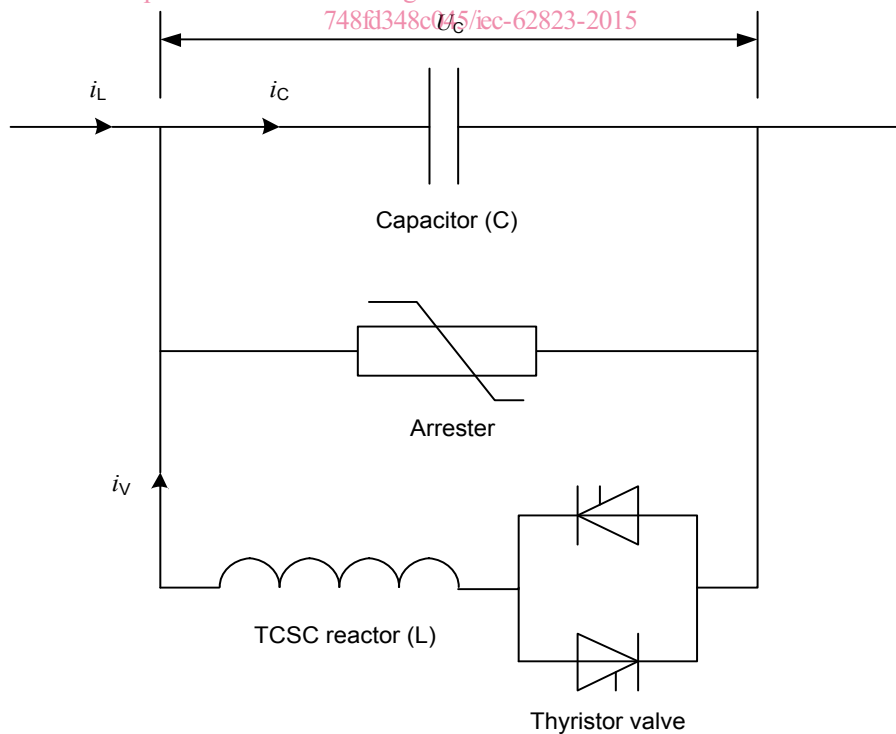 748fd348c045/iec-62823-2015
UC
iL
iC
Capacitor (C)
Arrester
iV
TCSC reactor (L)
Thyristor valve